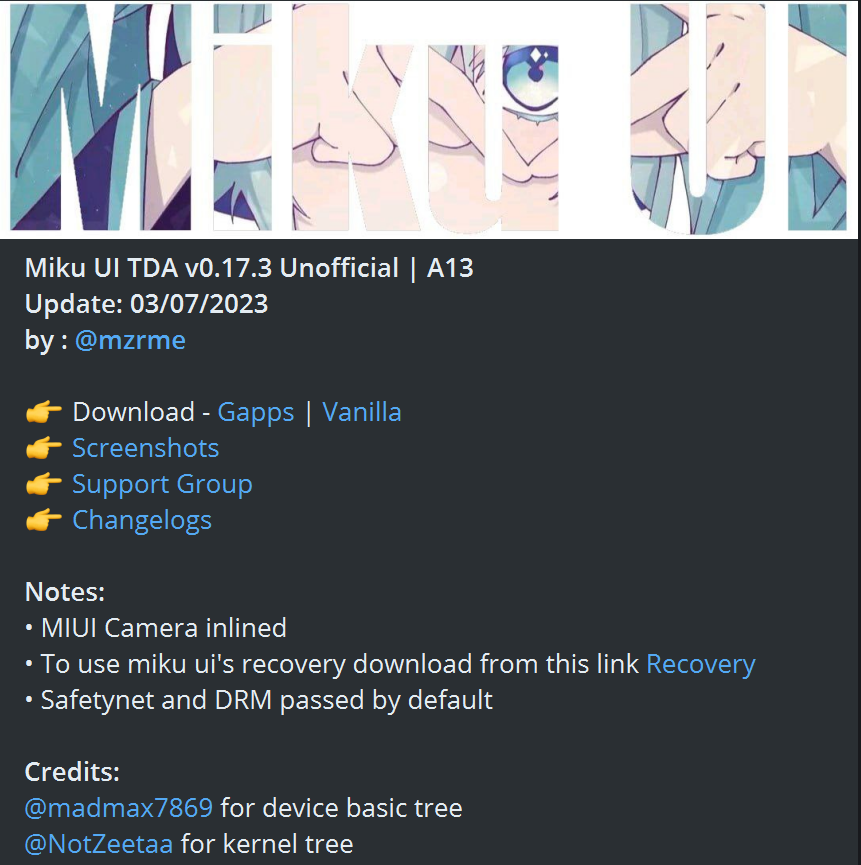 Miku UI
Miku UI TDA v0.17.3 Unofficial | A13
Update: 03/07/2023
by : @mzrme
👉 Download - Gapps | Vanilla
👉 Screenshots
👉 Support Group
👉 Changelogs
Notes:
• MIUI Camera inlined
• To use miku ui's recovery download from this link Recovery
• Safetynet and DRM passed by default
Credits:
@madmax7869 for device basic tree
@NotZeetaa for kernel tree